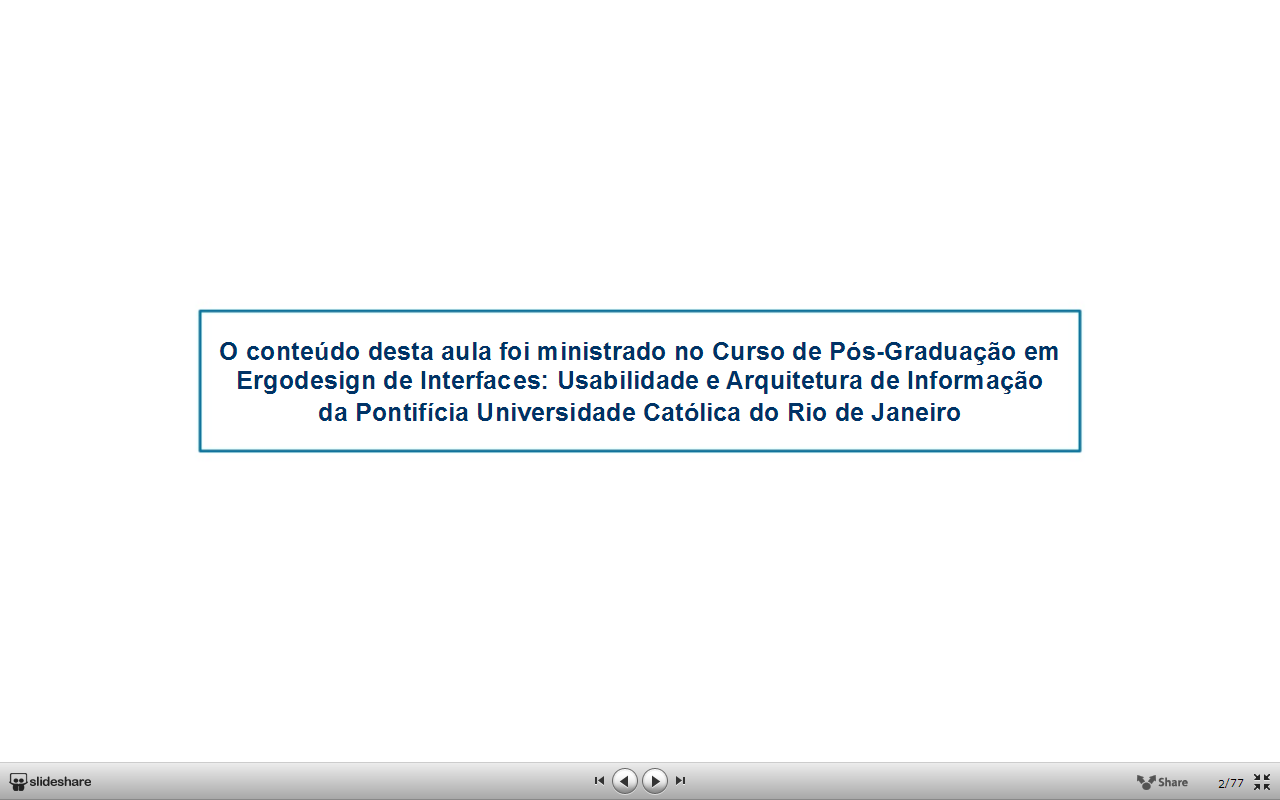 O conteúdo desta aula foi ministrado no Curso de Pós-Graduação em
Ergodesign de Interfaces: Usabilidade e Arquitetura de Informação
da Pontifícia Universidade Católica do Rio de Janeiro
slideshare
Share
2/77